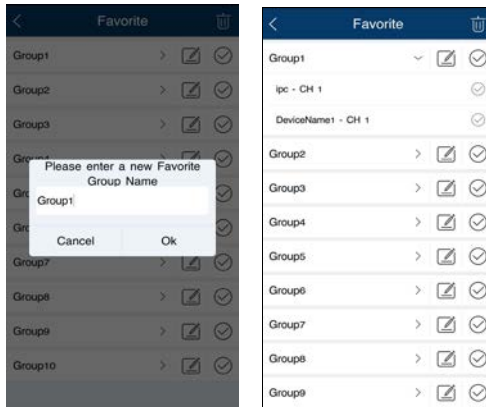 Favorite
Group1
Group2
Group3
Please enter a new Favorite
Group Name
Group1
Cancel Ok
Group7
Group8
Group9
Group10
Favorite
Group1
ipc - CH 1
DeviceName1 - CH 1
Group2
Group3
Group4
Group5
Group6
Group7
Group8
Group9